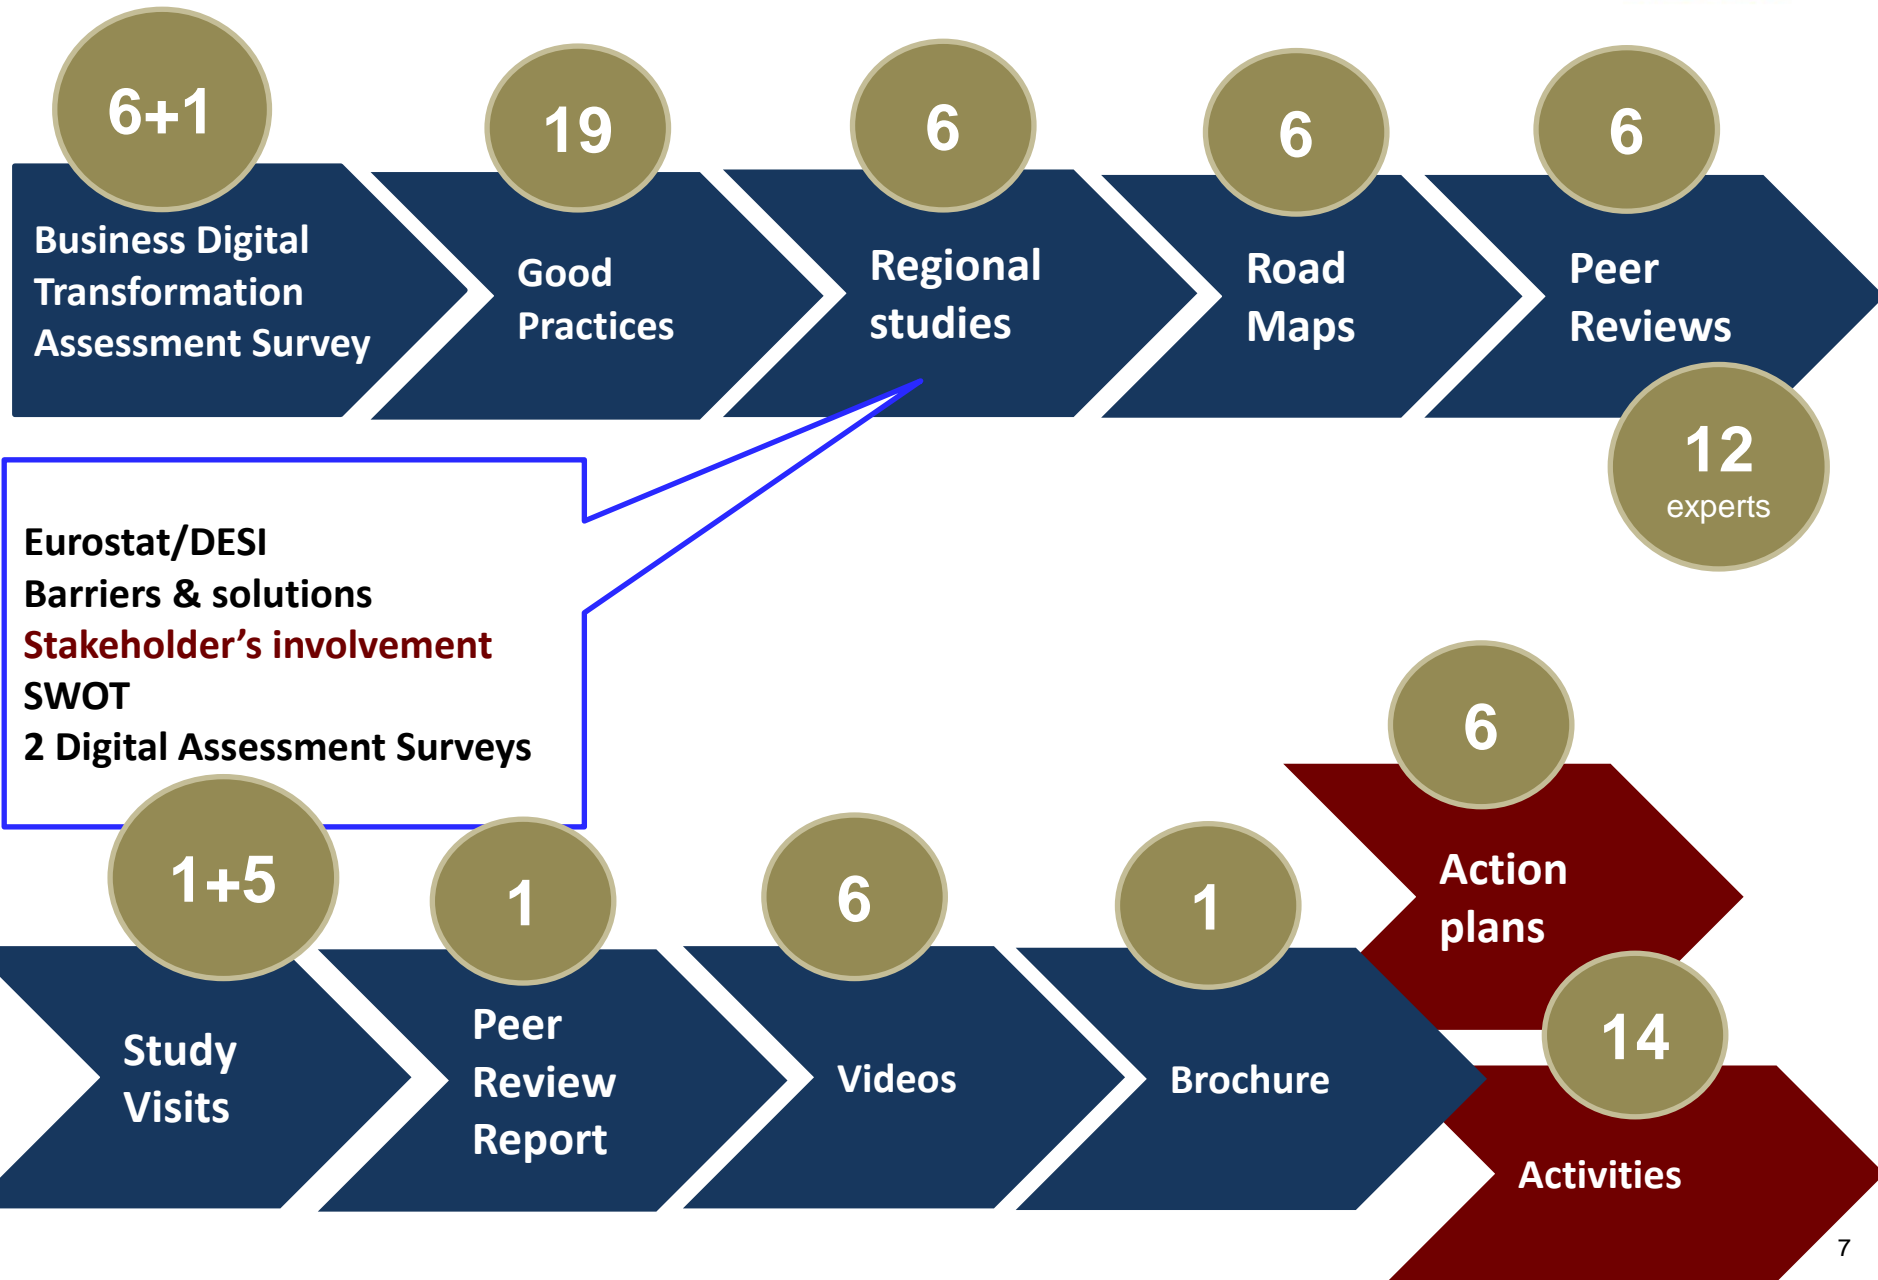 6+1
Business Digital
Transformation
Assessment Survey
19
Good
Practices
6
Regional
studies
6
Road
Maps
6
Peer
Reviews
12
experts
Eurostat/DESI
Barriers & solutions
Stakeholder’s involvement
SWOT
2 Digital Assessment Surveys
1+5
Study
Visits
1
Peer
Review
Report
6
Videos
1
Brochure
6
Action
plans
14
Activities
7